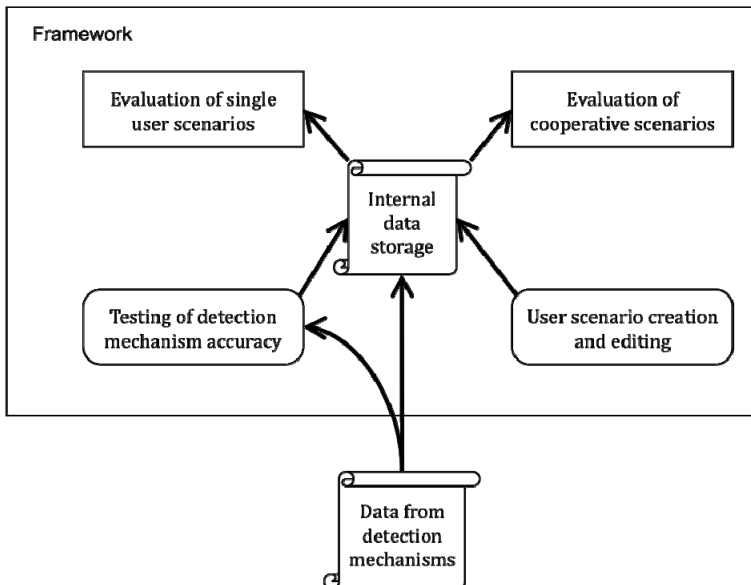 Framework
Evaluation of single
user scenarios
Evaluation of
cooperative scenarios
Internal
data
storage
Testing of detection
mechanism accuracy
User scenario creation
and editing
Data from
detection
mechanisms